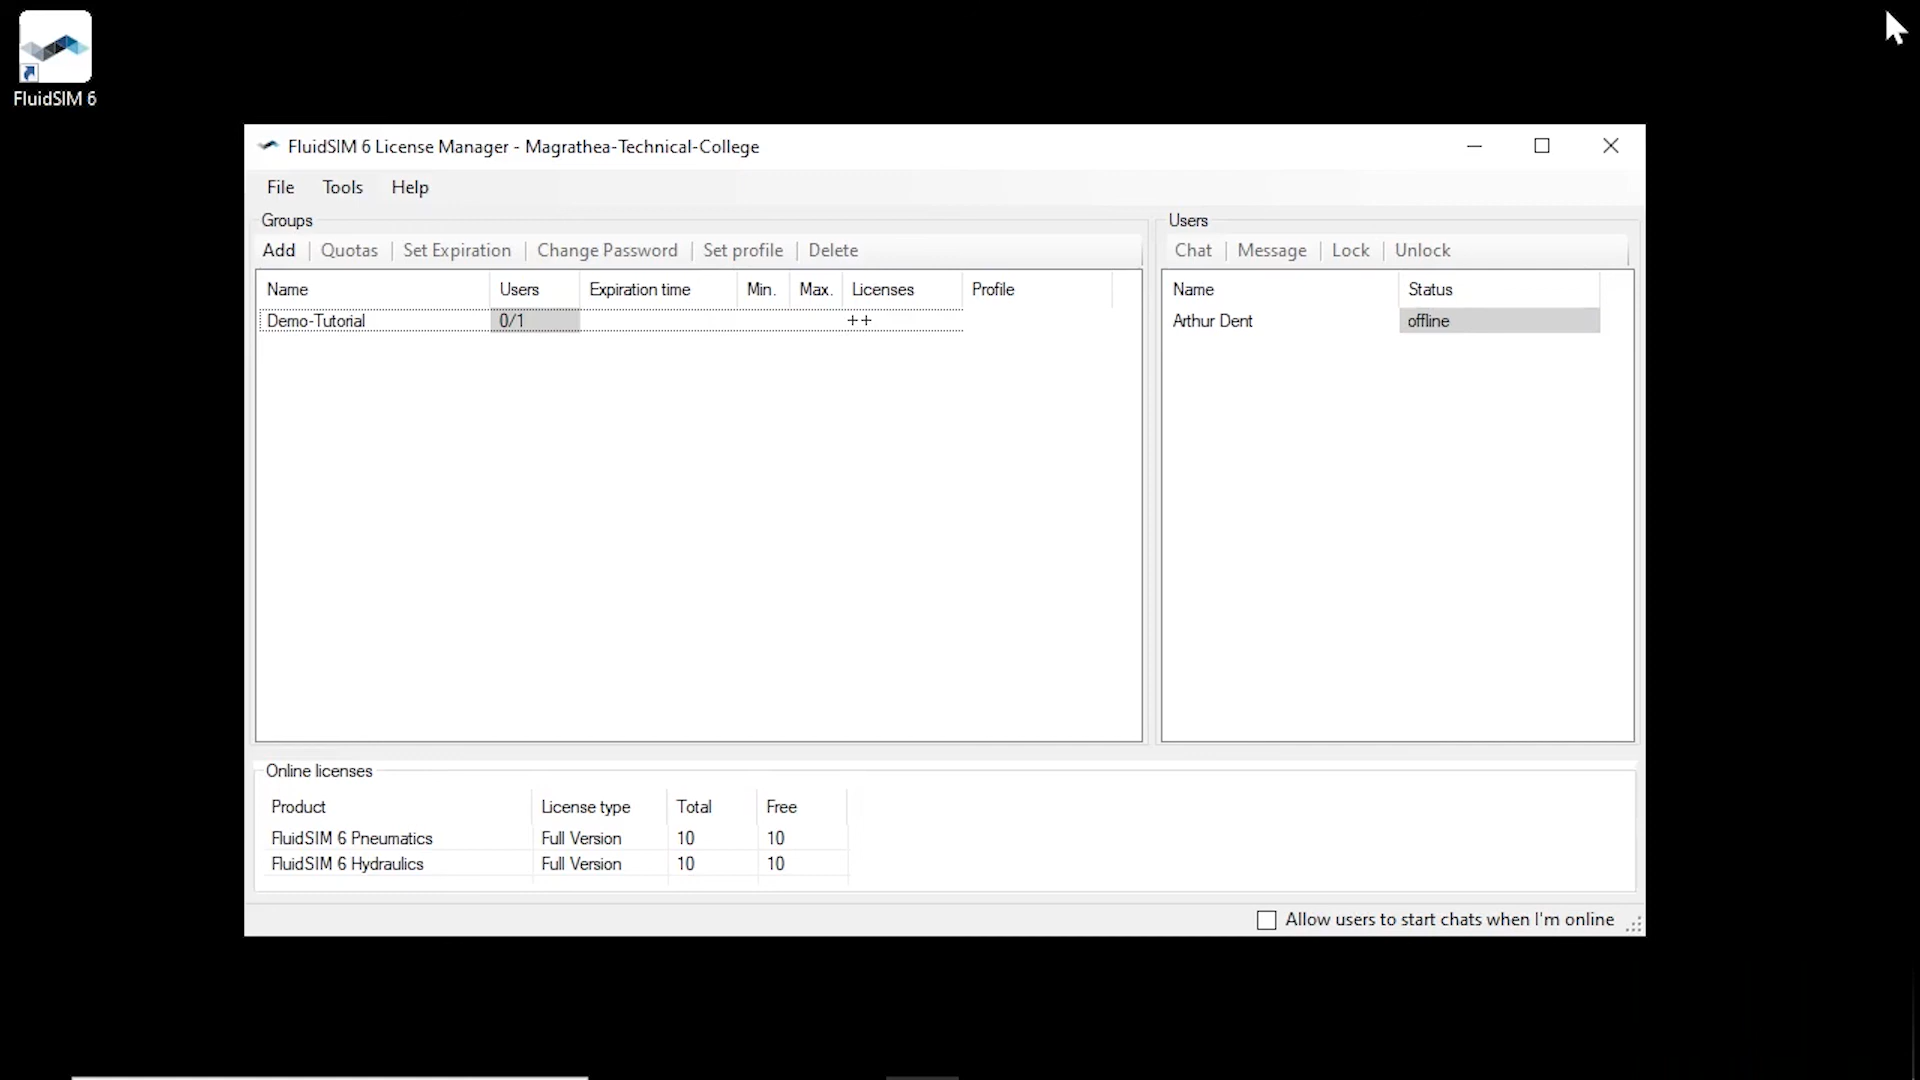 FluidSIM 6
FluidSIM 6 License Manager - Magrathea-Technical-College
File Tools Help
Groups
Add Quotas Set Expiration Change Password Set profile Delete
Name Users Expiration time Min. Max. Licenses Profile
Demo-Tutorial 0/1 ++
Users
Chat Message Lock Unlock
Name Status
Arthur Dent offline
Online licenses
Product License type Total Free
FluidSIM 6 Pneumatics Full Version 10 10
FluidSIM 6 Hydraulics Full Version 10 10
Allow users to start chats when I'm online